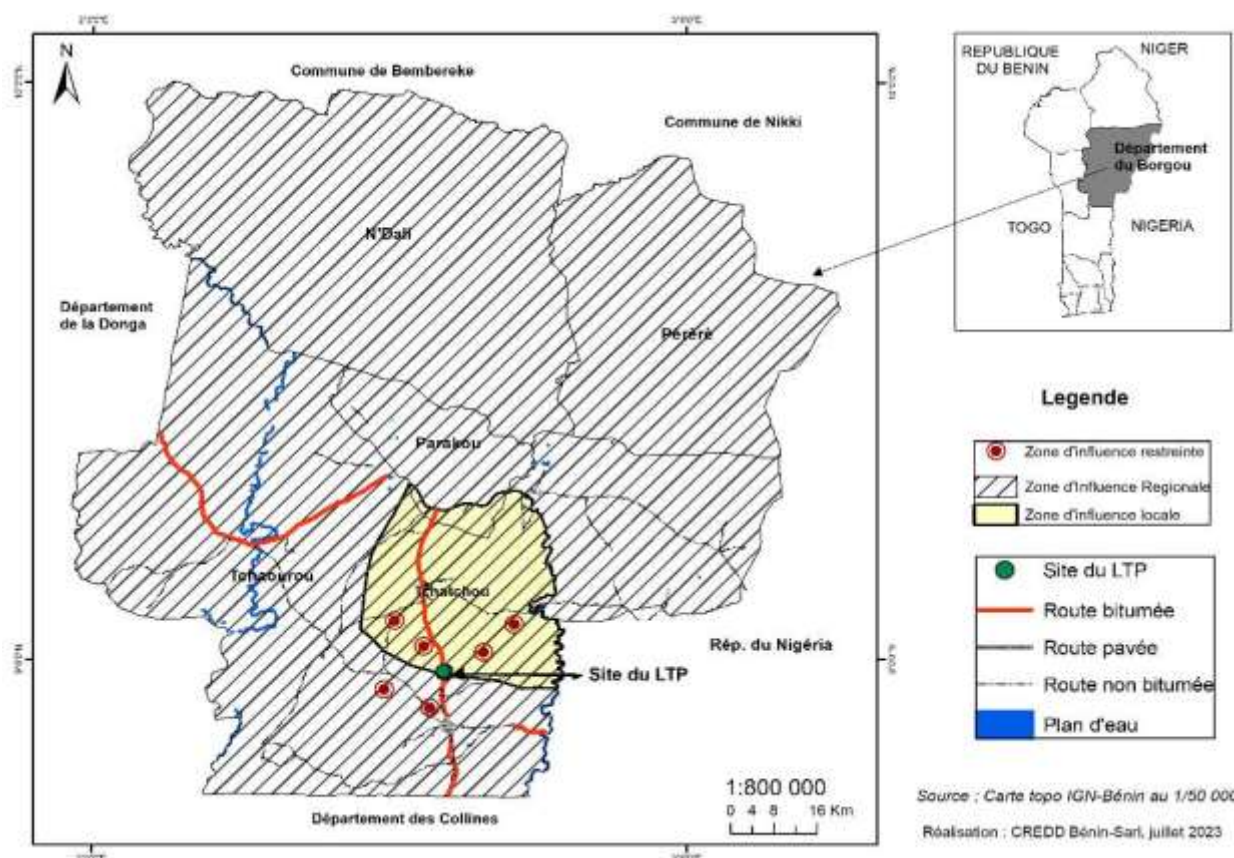 N
Commune de Bembereke
Commune de Nikki
N'Dali
Département
de la Donga
Pèrèrè
Parakou
Tchaourou
Tchatchou
Rép. du Nigéria
Site du LTP
Département des Collines
1:800 000
0 4 8 16 Km
REPUBLIQUE
DU BENIN
NIGER
Département
du Borgou
TOGO
NIGERIA
Legende
Zone d'influence restreinte
Zone d'Influence Regionale
Zone d'influence locale
Site du LTP
Route bitumée
Route pavée
Route non bitumée
Plan d'eau
Source : Carte topo IGN-Bénin au 1/50 000
Réalisation : CREDD Bénin-Sarl, juillet 2023